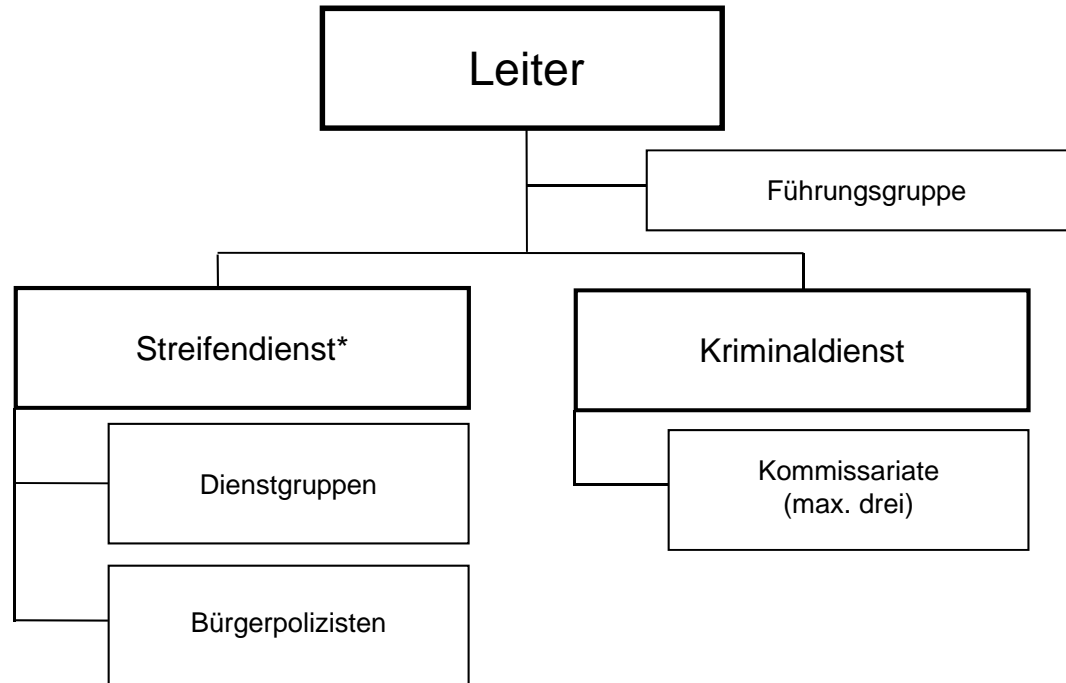 Leiter
Führungsgruppe
Streifendienst*
Kriminaldienst
Dienstgruppen
Kommissariate
(max. drei)
Bürgerpolizisten